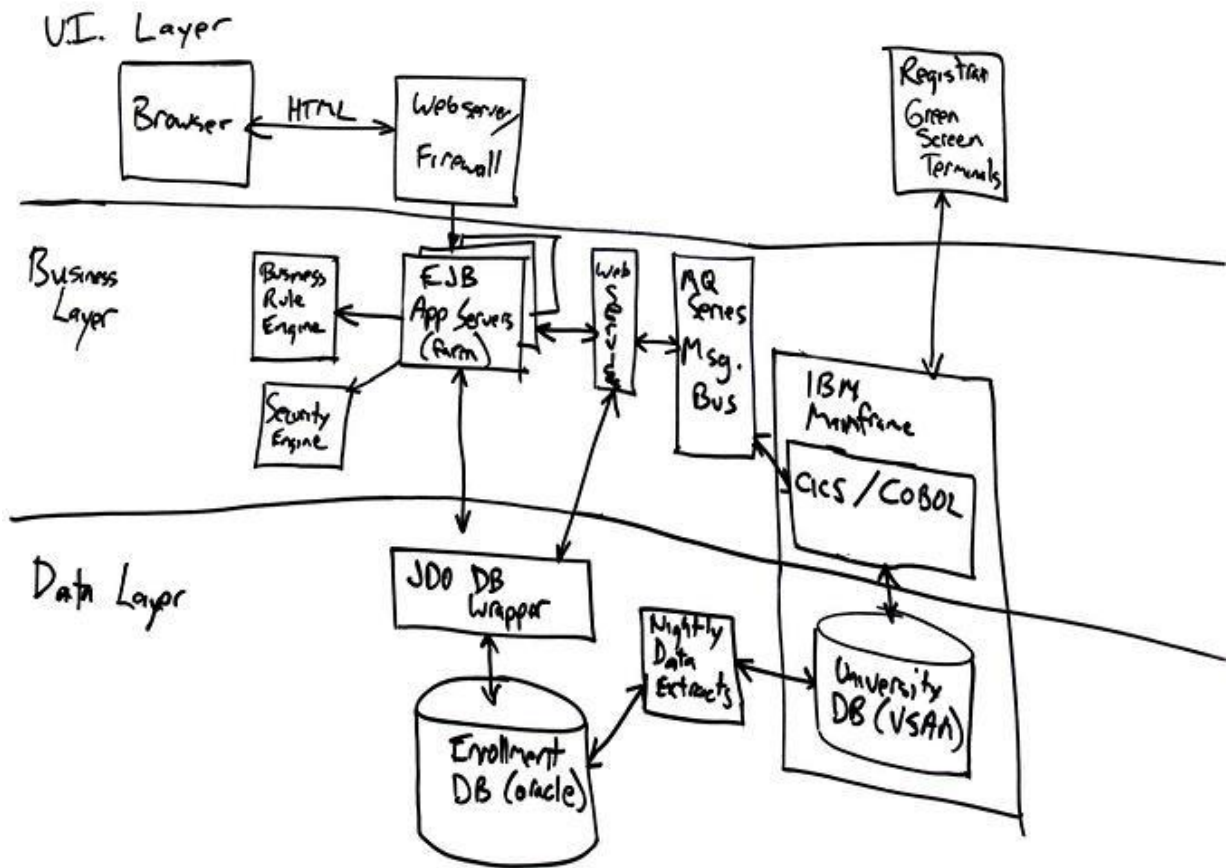 U.I. Layer
Browser
HTML
Webserver/
Firewall
Registrar
Green
Screen
Terminals
Business
Layer
Business
Rule
Engine
Security
Engine
EJB
App Servers
(farm)
Web
Services
MQ
Series
Msg.
Bus
IBM
Mainframe
CICS / COBOL
Data Layer
JDO DB
Wrapper
Nightly
Data
Extracts
Enrollment
DB (oracle)
University
DB (VSAM)